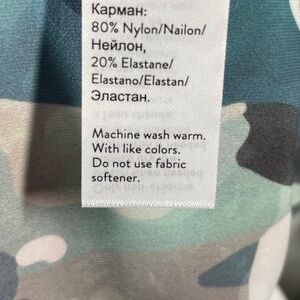 Карман:
80% Nylon/Nailon/
Нейлон,
20% Elastane/
Elastano/Elastan/
Эластан.
Machine wash warm.
With like colors.
Do not use fabric
softener.